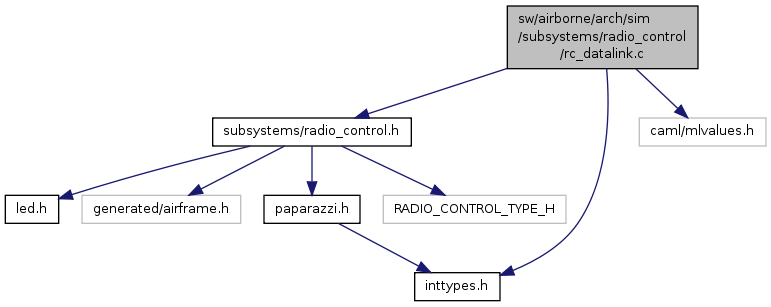 sw/airborne/arch/sim
/subsystems/radio_control
/rc_datalink.c
subsystems/radio_control.h
caml/mlvalues.h
led.h
generated/airframe.h
paparazzi.h
RADIO_CONTROL_TYPE_H
inttypes.h